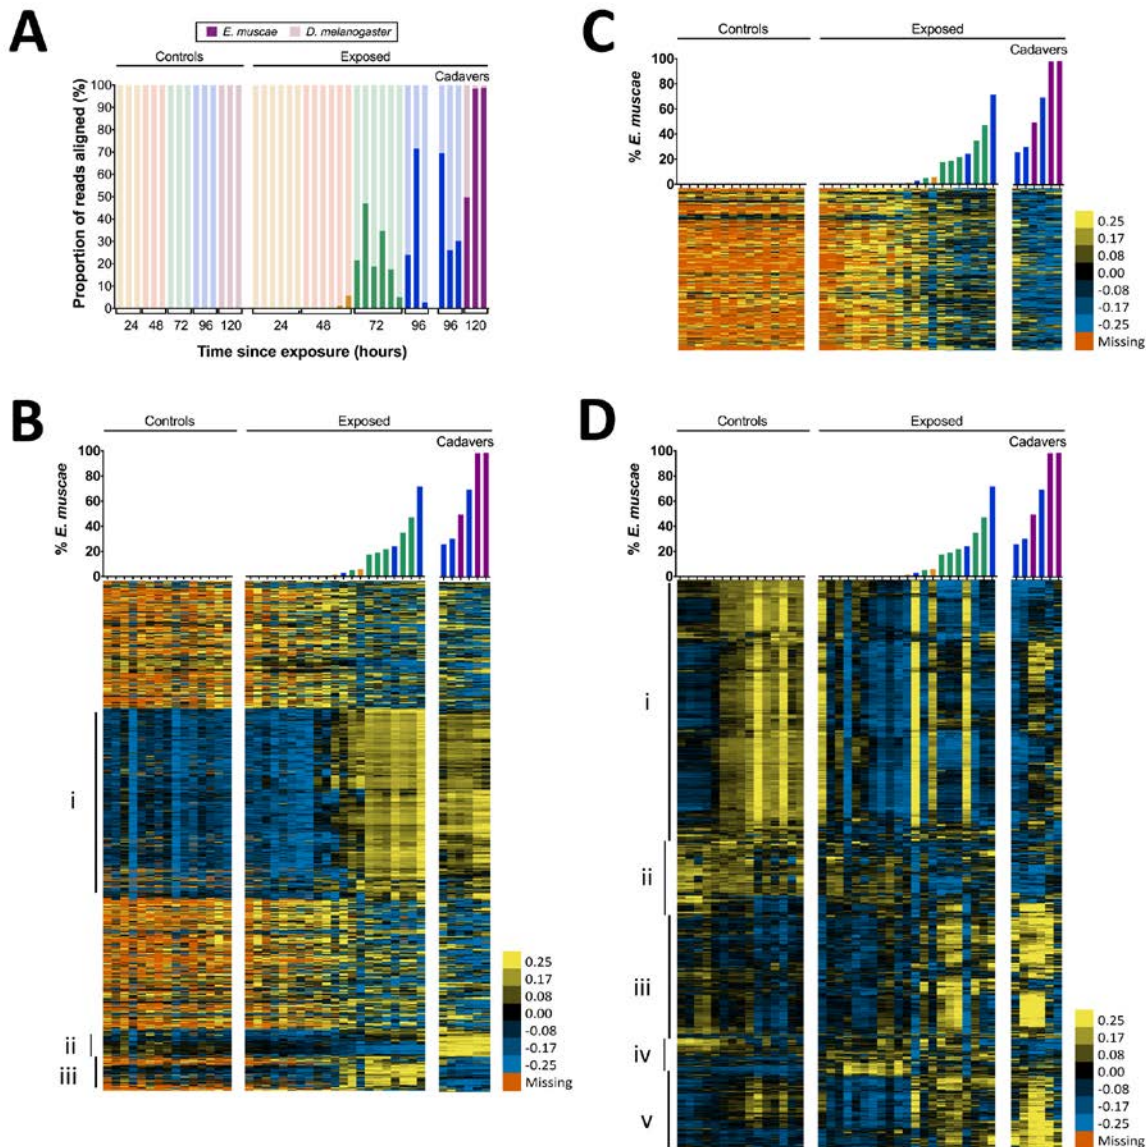 A
E. muscae D. melanogaster
Controls Exposed
Cadavers
Proportion of reads aligned (%)
100
90
80
70
60
50
40
30
20
10
0
24 48 72 96 120 24 48 72 96 96 120
Time since exposure (hours)
C
Controls Exposed
Cadavers
% E. muscae
100
80
60
40
20
0
0.25
0.17
0.08
0.00
-0.08
-0.17
-0.25
Missing
B
Controls Exposed
Cadavers
% E. muscae
100
80
60
40
20
0
i
ii
iii
0.25
0.17
0.08
0.00
-0.08
-0.17
-0.25
Missing
D
Controls Exposed
Cadavers
% E. muscae
100
80
60
40
20
0
i
ii
iii
iv
v
0.25
0.17
0.08
0.00
-0.08
-0.17
-0.25
Missing